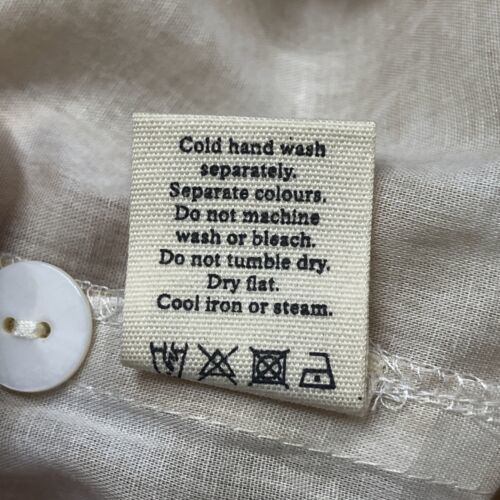 Cold hand wash
separately.
Separate colours.
Do not machine
wash or bleach.
Do not tumble dry.
Dry flat.
Cool iron or steam.